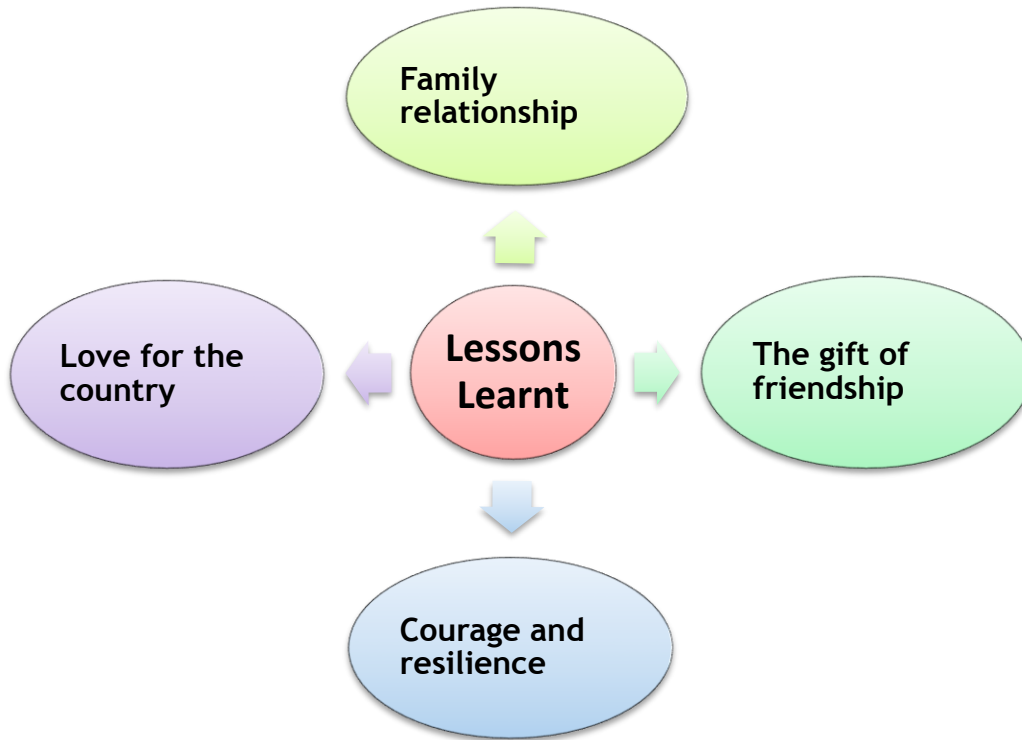 Family
relationship
Love for the
country
Lessons
Learnt
The gift of
friendship
Courage and
resilience